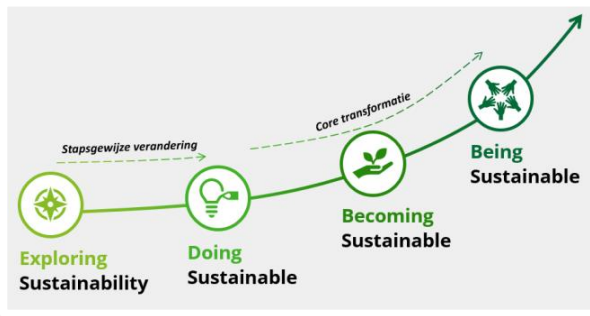 Stapsgewijze verandering
Core transformatie
Exploring
Sustainability
Doing
Sustainable
Becoming
Sustainable
Being
Sustainable